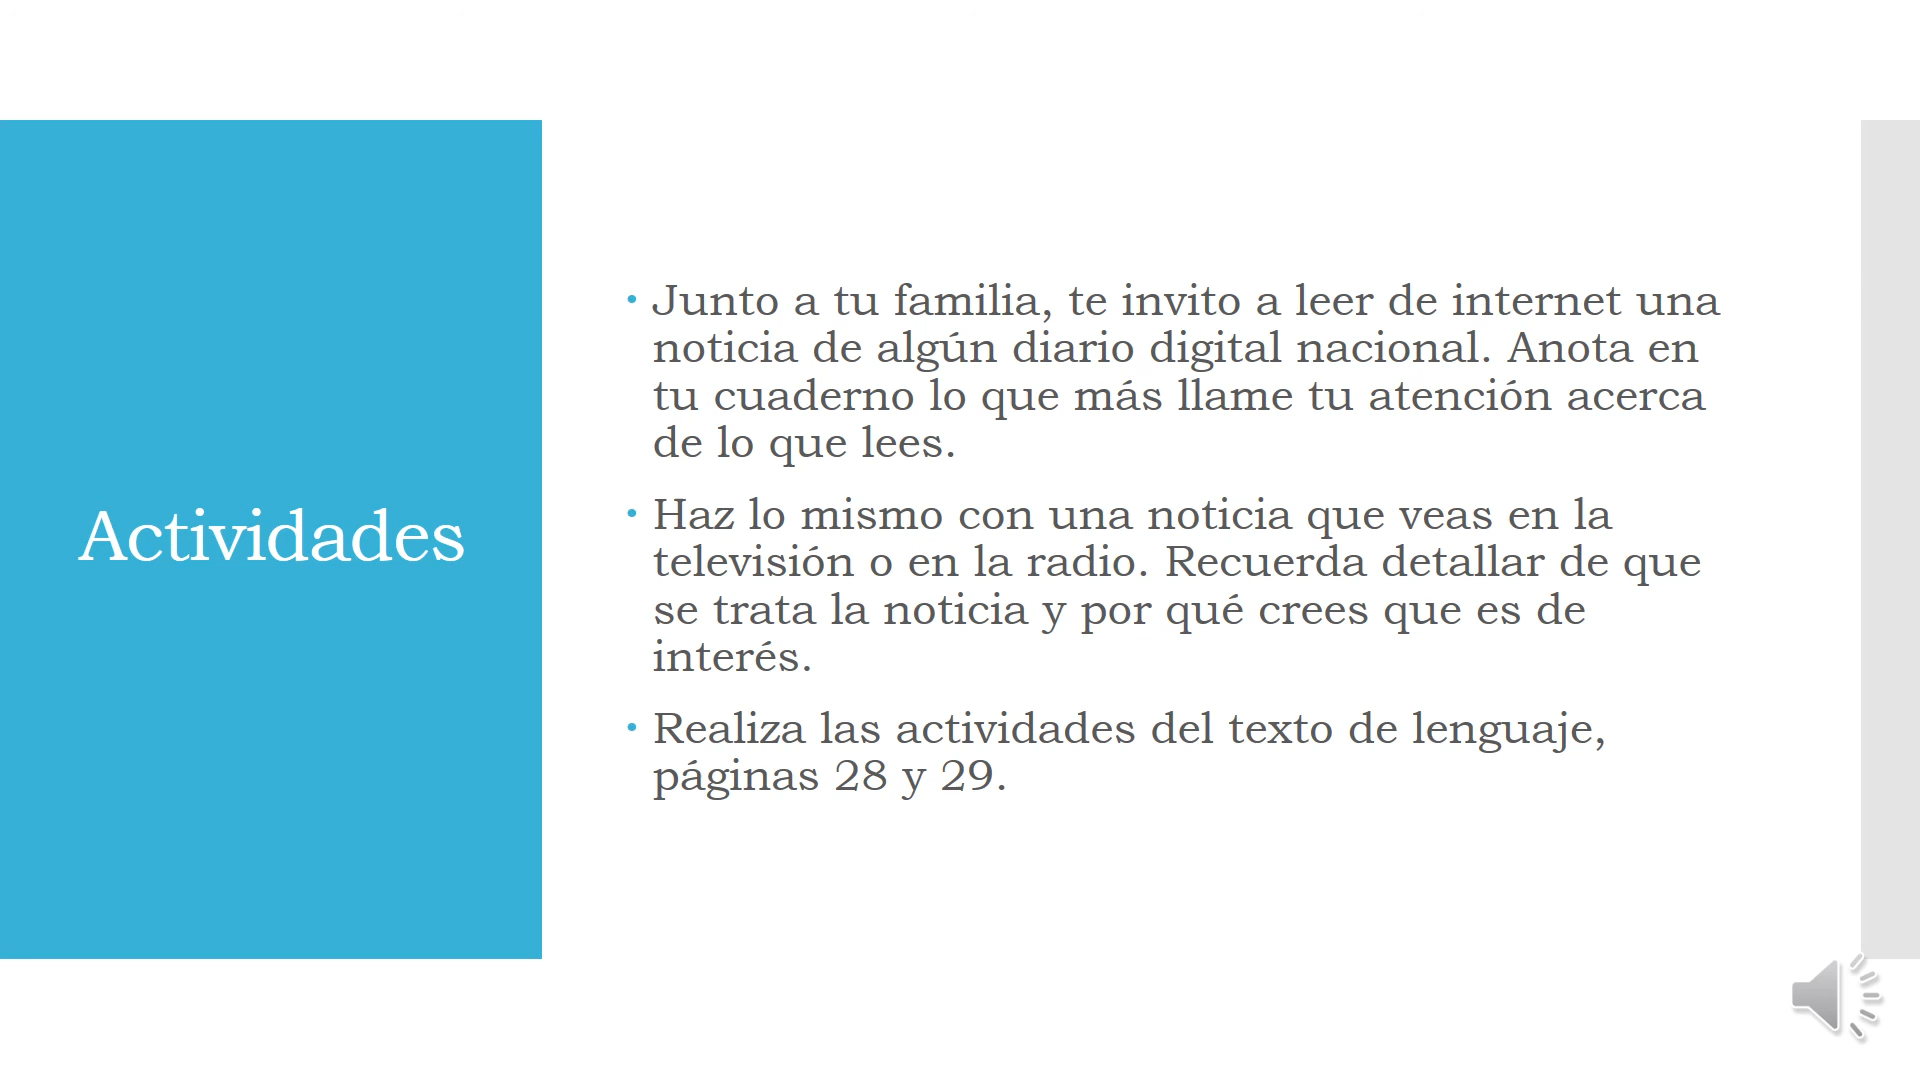 Actividades
• Junto a tu familia, te invito a leer de internet una
noticia de algún diario digital nacional. Anota en
tu cuaderno lo que más llame tu atención acerca
de lo que lees.
• Haz lo mismo con una noticia que veas en la
televisión o en la radio. Recuerda detallar de que
se trata la noticia y por qué crees que es de
interés.
• Realiza las actividades del texto de lenguaje,
páginas 28 y 29.